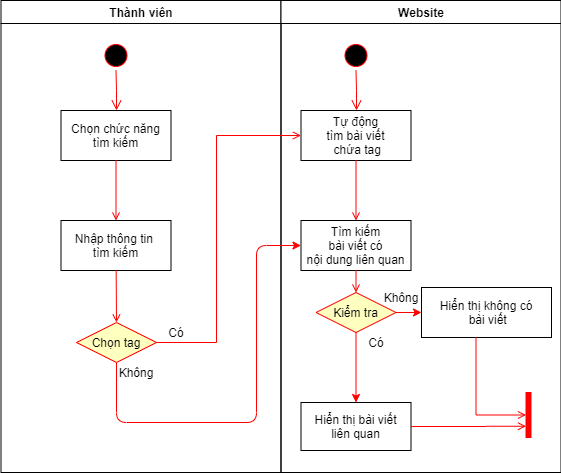 Thành viên
Website
Chọn chức năng
tìm kiếm
Tự động
tìm bài viết
chứa tag
Nhập thông tin
tìm kiếm
Tìm kiếm
bài viết có
nội dung liên quan
Chọn tag
Có
Không
Kiểm tra
Không
Có
Hiển thị không có
bài viết
Hiển thị bài viết
liên quan